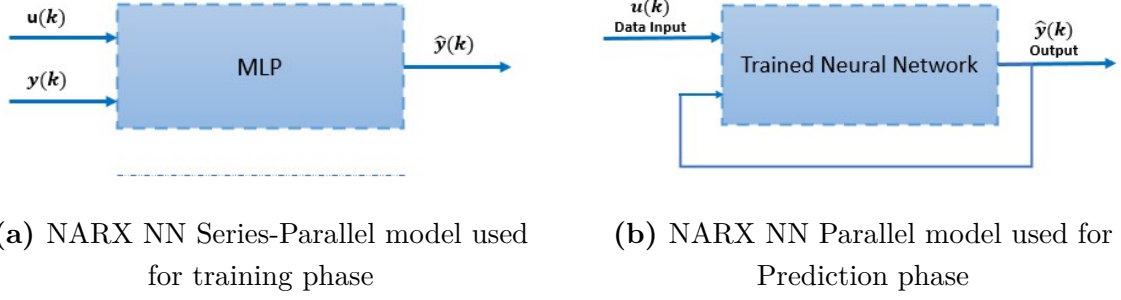 u(k)
y(k)
MLP
ŷ(k)
u(k)
Data Input
Trained Neural Network
ŷ(k)
Output
(a) NARX NN Series-Parallel model used
for training phase
(b) NARX NN Parallel model used for
Prediction phase